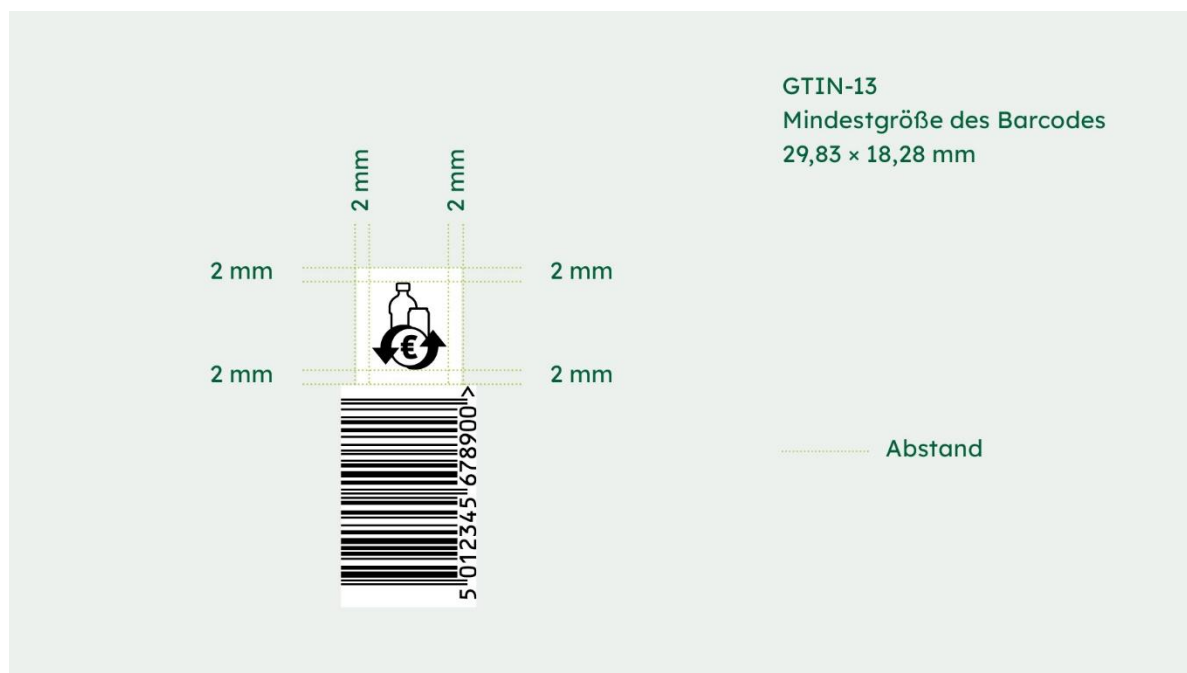 GTIN-13
Mindestgröße des Barcodes
29,83 × 18,28 mm
2 mm
2 mm
2 mm
2 mm
2 mm
2 mm
€
Abstand
5 012345 678900 >